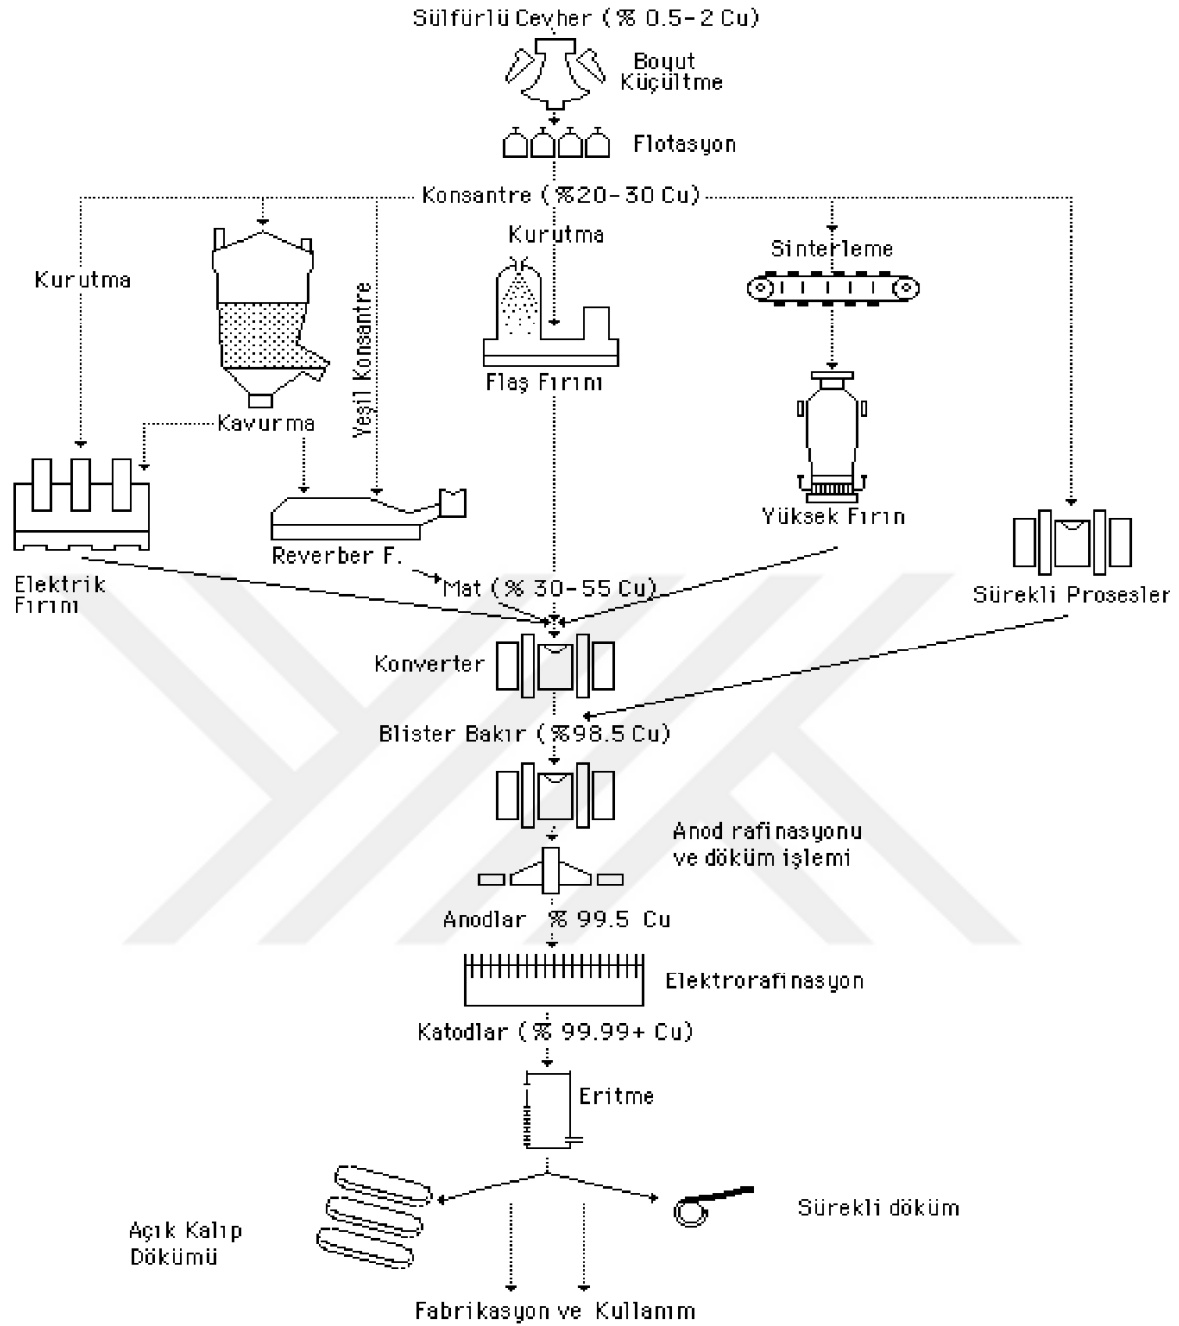 Sülfürlü Cevher (% 0.5-2 Cu)
Boyut
Küçültme
Flotasyon
Konsantre (%20-30 Cu)
Kurutma
Sinterleme
Kurutma
Yeşil Konsantre
Flaş Fırını
Kavurma
Yüksek Fırın
Reverber F.
Elektrik
Fırını
Mat (% 30-55 Cu)
Sürekli Prosesler
Konverter
Blister Bakır (%98.5 Cu)
Anod rafinasyonu
ve döküm işlemi
Anodlar % 99.5 Cu
Elektrorafinasyon
Katodlar (% 99.99+ Cu)
Eritme
Sürekli döküm
Açık Kalıp
Dökümü
Fabrikasyon ve Kullanım